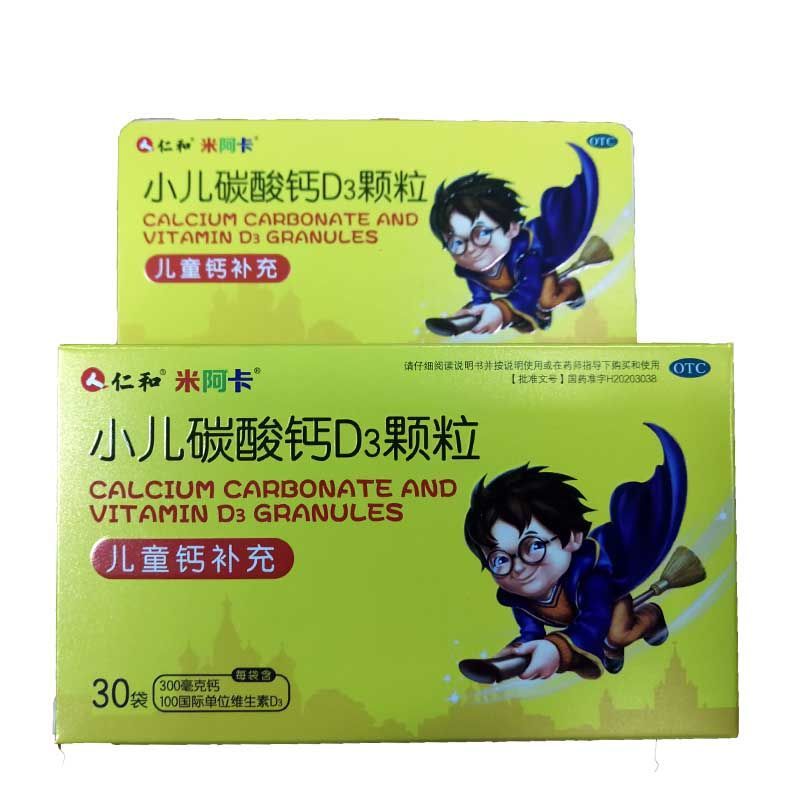 仁和® 米阿卡®
OTC
小儿碳酸钙D3颗粒
CALCIUM CARBONATE AND
VITAMIN D3 GRANULES
儿童钙补充
仁和® 米阿卡®
请仔细阅读说明书并按说明使用或在药师指导下购买和使用
【批准文号】国药准字H20203038
OTC
小儿碳酸钙D3颗粒
CALCIUM CARBONATE AND
VITAMIN D3 GRANULES
儿童钙补充
30袋
每袋含
300毫克钙
100国际单位维生素D3